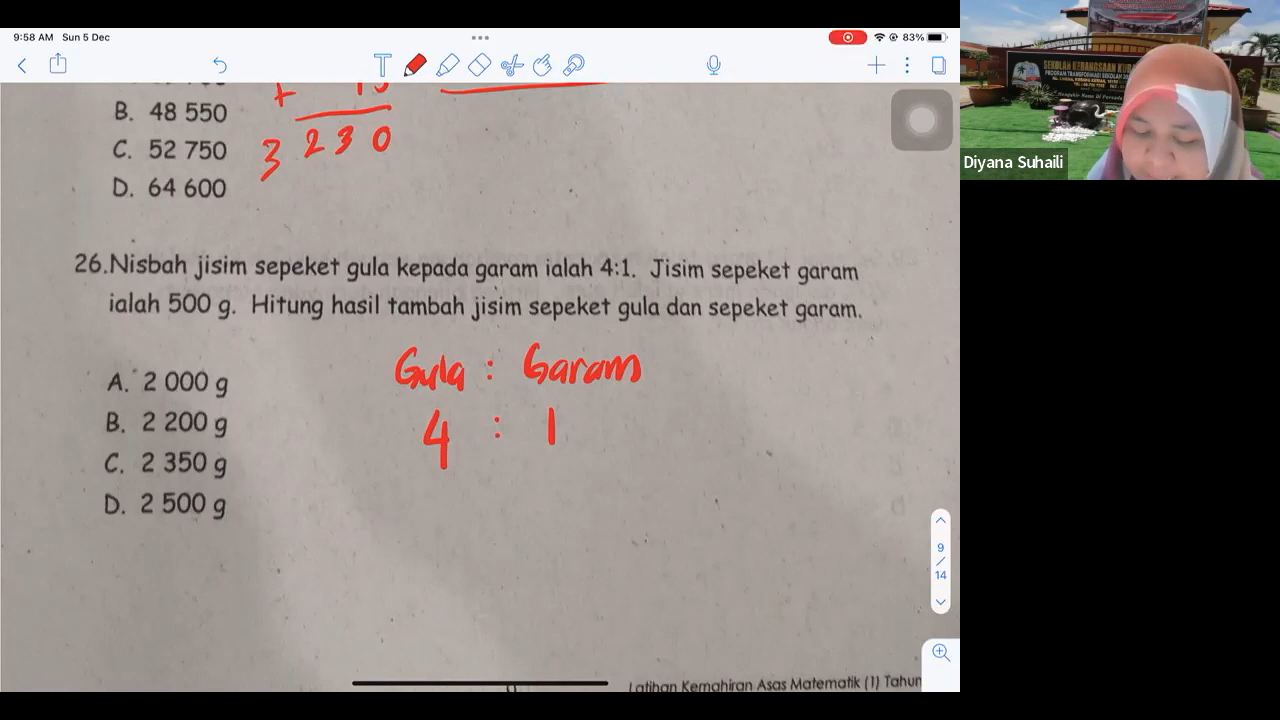 9:58 AM Sun 5 Dec
83%
B. 48 550
C. 52 750
D. 64 600
3 230
26.Nisbah jisim sepeket gula kepada garam ialah 4:1. Jisim sepeket garam
ialah 500 g. Hitung hasil tambah jisim sepeket gula dan sepeket garam.
A. 2 000 g
B. 2 200 g
C. 2 350 g
D. 2 500 g
Gula : Garam
4 : 1
9
/
14
Latihan Kemahiran Asas Matematik (1) Tahun
Diyana Suhaili